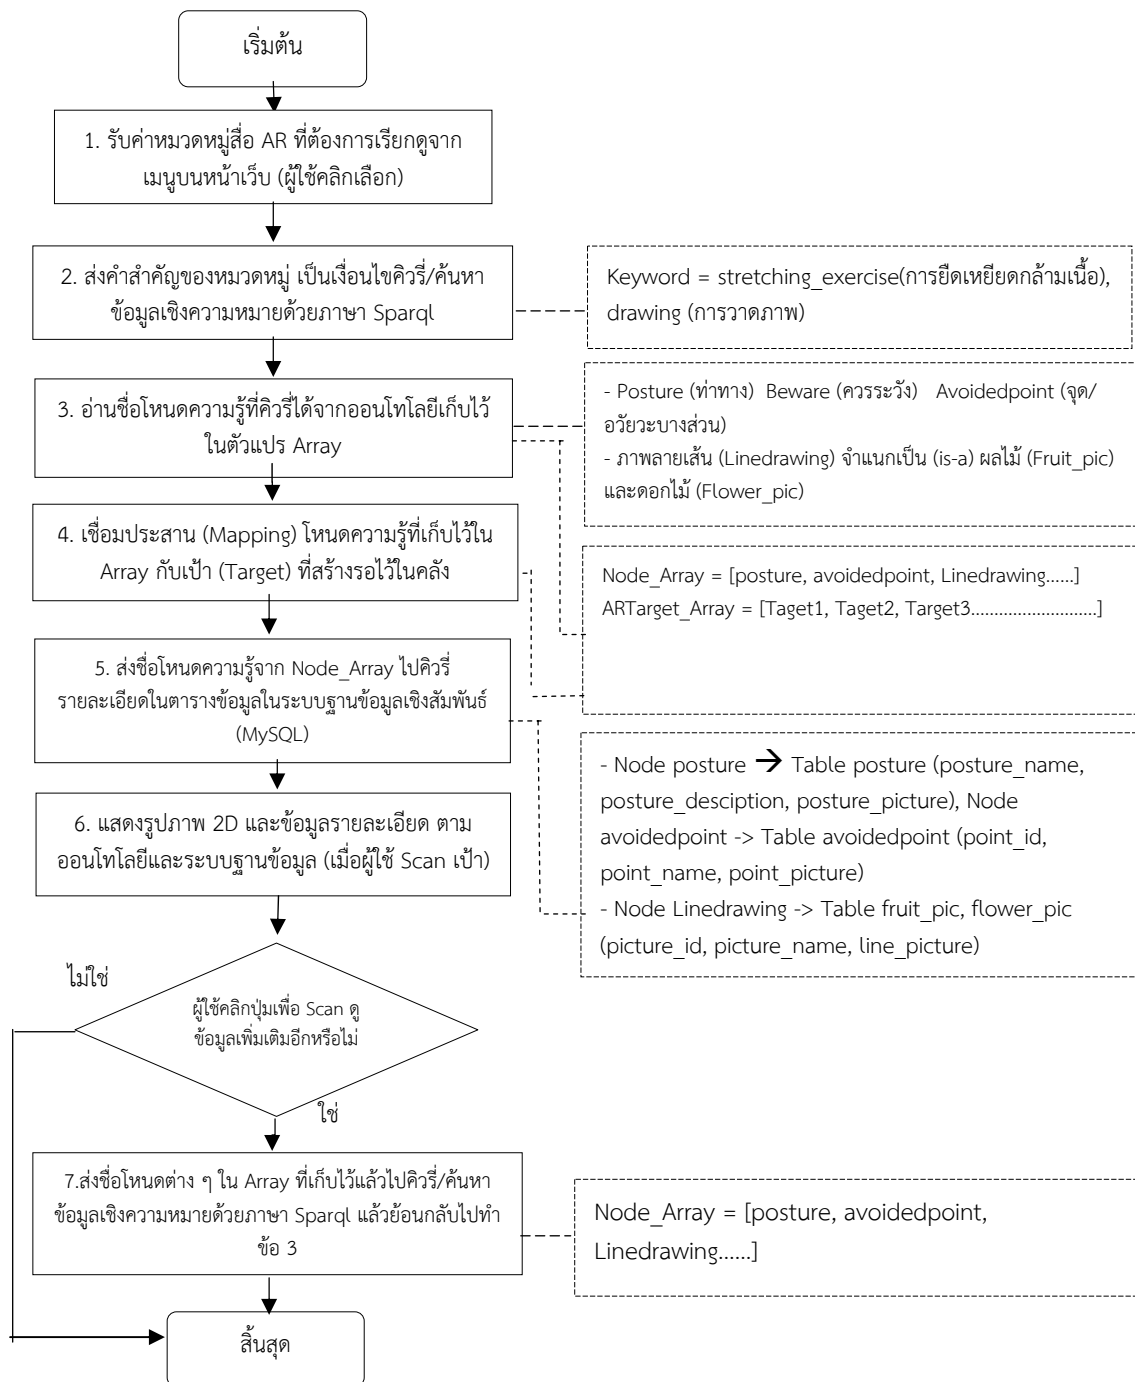 เริ่มต้น
1. รับค่าหมวดหมู่สื่อ AR ที่ต้องการเรียกดูจาก
เมนูบนหน้าเว็บ (ผู้ใช้คลิกเลือก)
2. ส่งคำสำคัญของหมวดหมู่ เป็นเงื่อนไขคิวรี่/ค้นหา
ข้อมูลเชิงความหมายด้วยภาษา Sparql
Keyword = stretching_exercise(การยืดเหยียดกล้ามเนื้อ),
drawing (การวาดภาพ)
3. อ่านชื่อโหนดความรู้ที่คิวรี่ได้จากออนโทโลยีเก็บไว้
ในตัวแปร Array
- Posture (ท่าทาง) Beware (ควรระวัง) Avoidedpoint (จุด/
อวัยวะบางส่วน)
- ภาพลายเส้น (Linedrawing) จำแนกเป็น (is-a) ผลไม้ (Fruit_pic)
และดอกไม้ (Flower_pic)
4. เชื่อมประสาน (Mapping) โหนดความรู้ที่เก็บไว้ใน
Array กับเป้า (Target) ที่สร้างรอไว้ในคลัง
Node_Array = [posture, avoidedpoint, Linedrawing......]
ARTarget_Array = [Taget1, Taget2, Target3...........................]
5. ส่งชื่อโหนดความรู้จาก Node_Array ไปคิวรี่
รายละเอียดในตารางข้อมูลในระบบฐานข้อมูลเชิงสัมพันธ์
(MySQL)
- Node posture → Table posture (posture_name,
posture_desciption, posture_picture), Node
avoidedpoint -> Table avoidedpoint (point_id,
point_name, point_picture)
- Node Linedrawing -> Table fruit_pic, flower_pic
(picture_id, picture_name, line_picture)
6. แสดงรูปภาพ 2D และข้อมูลรายละเอียด ตาม
ออนโทโลยีและระบบฐานข้อมูล (เมื่อผู้ใช้ Scan เป้า)
ไม่ใช่
ผู้ใช้คลิกปุ่มเพื่อ Scan ดู
ข้อมูลเพิ่มเติมอีกหรือไม่
ใช่
7.ส่งชื่อโหนดต่าง ๆ ใน Array ที่เก็บไว้แล้วไปคิวรี่/ค้นหา
ข้อมูลเชิงความหมายด้วยภาษา Sparql แล้วย้อนกลับไปทำ
ข้อ 3
Node_Array = [posture, avoidedpoint,
Linedrawing......]
สิ้นสุด